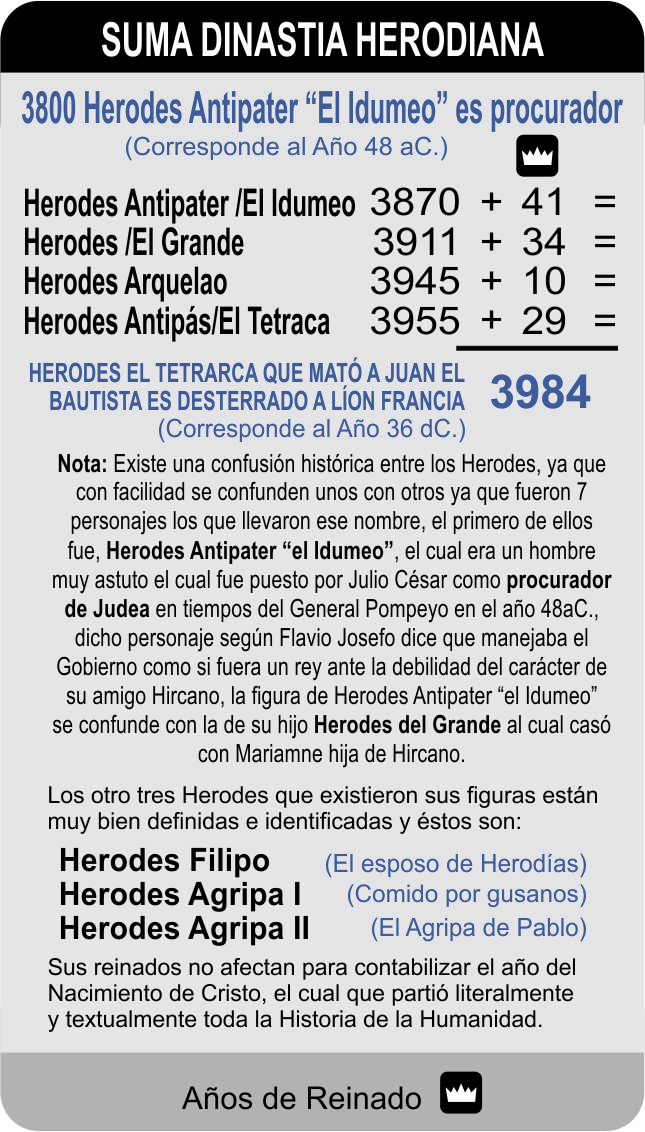 SUMA DINASTIA HERODIANA
3800 Herodes Antipater “El Idumeo” es procurador
(Corresponde al Año 48 aC.)
Herodes Antipater /El Idumeo 3870 + 41 =
Herodes /El Grande 3911 + 34 =
Herodes Arquelao 3945 + 10 =
Herodes Antipás/El Tetraca 3955 + 29 =
HERODES EL TETRARCA QUE MATÓ A JUAN EL
BAUTISTA ES DESTERRADO A LÍON FRANCIA 3984
(Corresponde al Año 36 dC.)
Nota: Existe una confusión histórica entre los Herodes, ya que
con facilidad se confunden unos con otros ya que fueron 7
personajes los que llevaron ese nombre, el primero de ellos
fue, Herodes Antipater “el Idumeo”, el cual era un hombre
muy astuto el cual fue puesto por Julio César como procurador
de Judea en tiempos del General Pompeyo en el año 48aC.,
dicho personaje según Flavio Josefo dice que manejaba el
Gobierno como si fuera un rey ante la debilidad del carácter de
su amigo Hircano, la figura de Herodes Antipater “el Idumeo”
se confunde con la de su hijo Herodes del Grande al cual casó
con Mariamne hija de Hircano.
Los otro tres Herodes que existieron sus figuras están
muy bien definidas e identificadas y éstos son:
Herodes Filipo (El esposo de Herodías)
Herodes Agripa I (Comido por gusanos)
Herodes Agripa II (El Agripa de Pablo)
Sus reinados no afectan para contabilizar el año del
Nacimiento de Cristo, el cual que partió literalmente
y textualmente toda la Historia de la Humanidad.
Años de Reinado